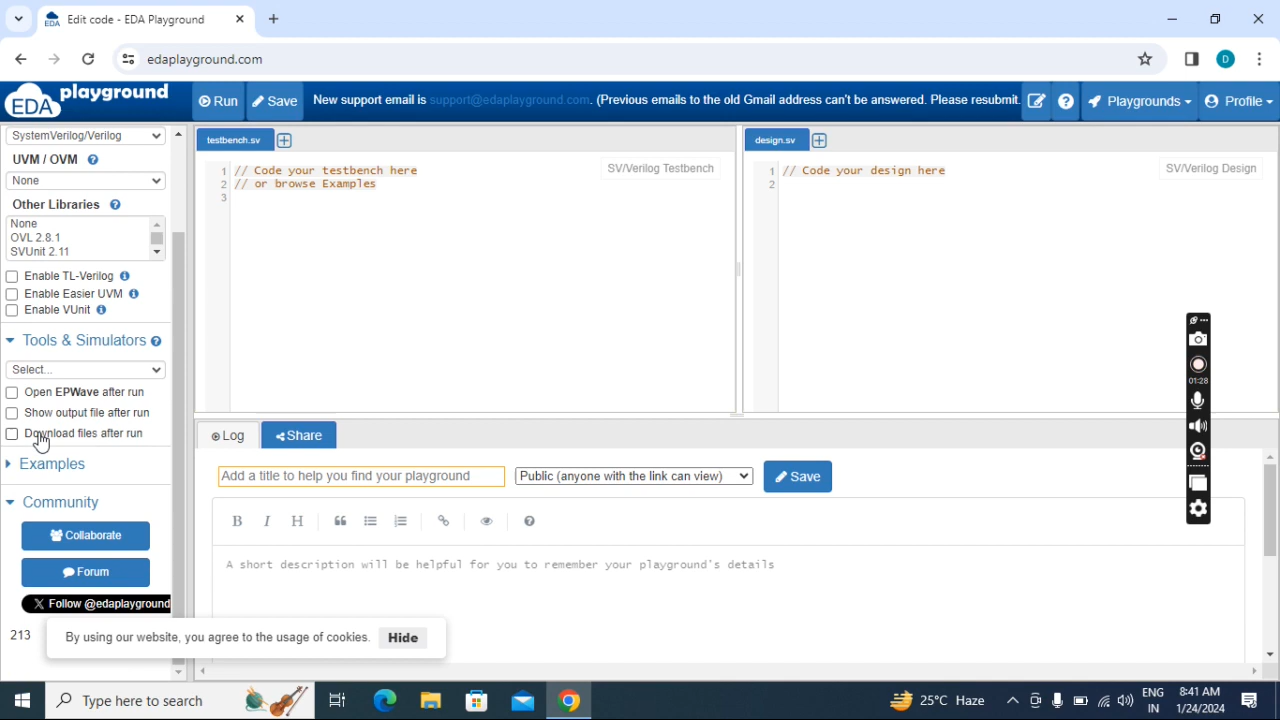 Edit code - EDA Playground
edaplayground.com
D
EDA playground
Run
Save
New support email is support@edaplayground.com. (Previous emails to the old Gmail address can't be answered. Please resubmit.
Playgrounds
Profile
SystemVerilog/Verilog
UVM / OVM
None
Other Libraries
None
OVL 2.8.1
SVUnit 2.11
Enable TL-Verilog
Enable Easier UVM
Enable VUnit
Tools & Simulators
Select...
Open EPWave after run
Show output file after run
Download files after run
Examples
Community
Collaborate
Forum
Follow @edaplayground
213
testbench.sv
1 // Code your testbench here
2 // or browse Examples
3
SV/Verilog Testbench
design.sv
1 // Code your design here
2
SV/Verilog Design
01:28
Log
Share
Add a title to help you find your playground
Public (anyone with the link can view)
Save
B I H
A short description will be helpful for you to remember your playground's details
By using our website, you agree to the usage of cookies.
Hide
Type here to search
25°C Haze
ENG
IN
8:41 AM
1/24/2024